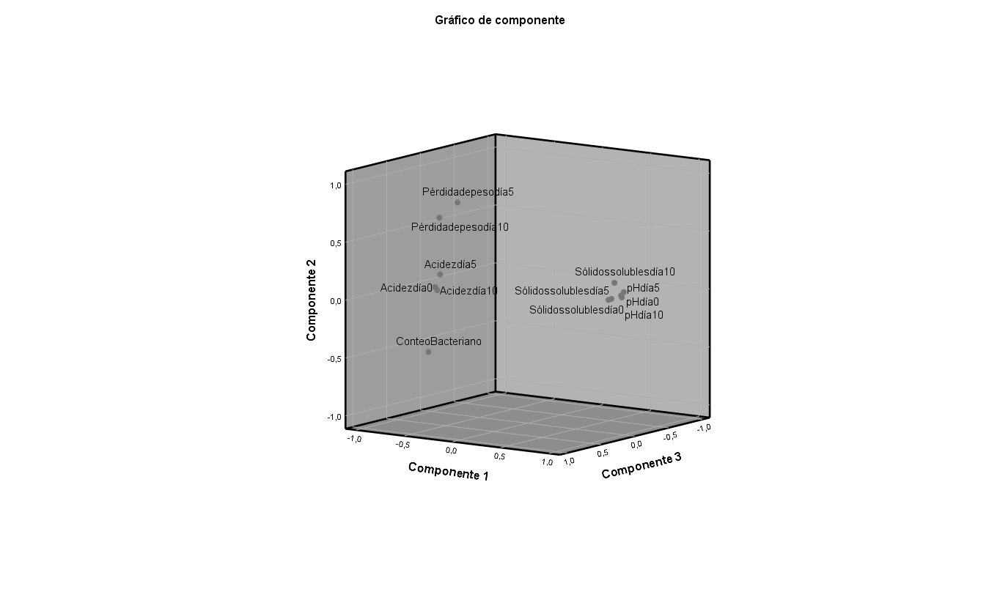 Gráfico de componente
Pérdidadepesodía5
Pérdidadepesodía10
Acidezdía5
Acidezdía0
Acidezdía10
ConteoBacteriano
Sólidossolublesdía10
Sólidossolublesdía5
pHdía5
pHdía0
Sólidossolublesdía0
pHdía10
Componente 2
1,0
0,5
0,0
-0,5
-1,0
-1,0
-0,5
0,0
0,5
1,0
Componente 1
1,0
0,5
0,0
-0,5
-1,0
Componente 3